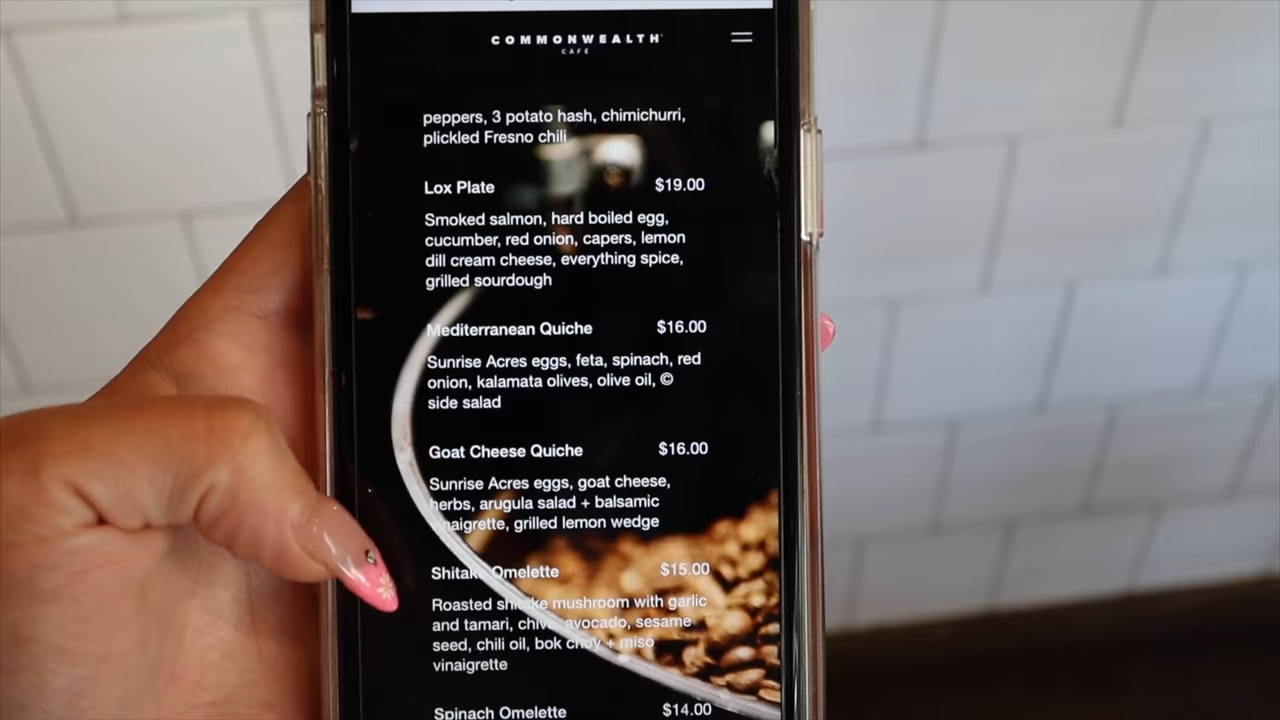 COMMONWEALTH
CAFE
peppers, 3 potato hash, chimichurri,
plickled Fresno chili
Lox Plate $19.00
Smoked salmon, hard boiled egg,
cucumber, red onion, capers, lemon
dill cream cheese, everything spice,
grilled sourdough
Mediterranean Quiche $16.00
Sunrise Acres eggs, feta, spinach, red
onion, kalamata olives, olive oil, ©
side salad
Goat Cheese Quiche $16.00
Sunrise Acres eggs, goat cheese,
herbs, arugula salad + balsamic
vinaigrette, grilled lemon wedge
Shitake Omelette $15.00
Roasted shitake mushroom with garlic
and tamari, chive, avocado, sesame
seed, chili oil, bok choy + miso
vinaigrette
Spinach Omelette $14.00